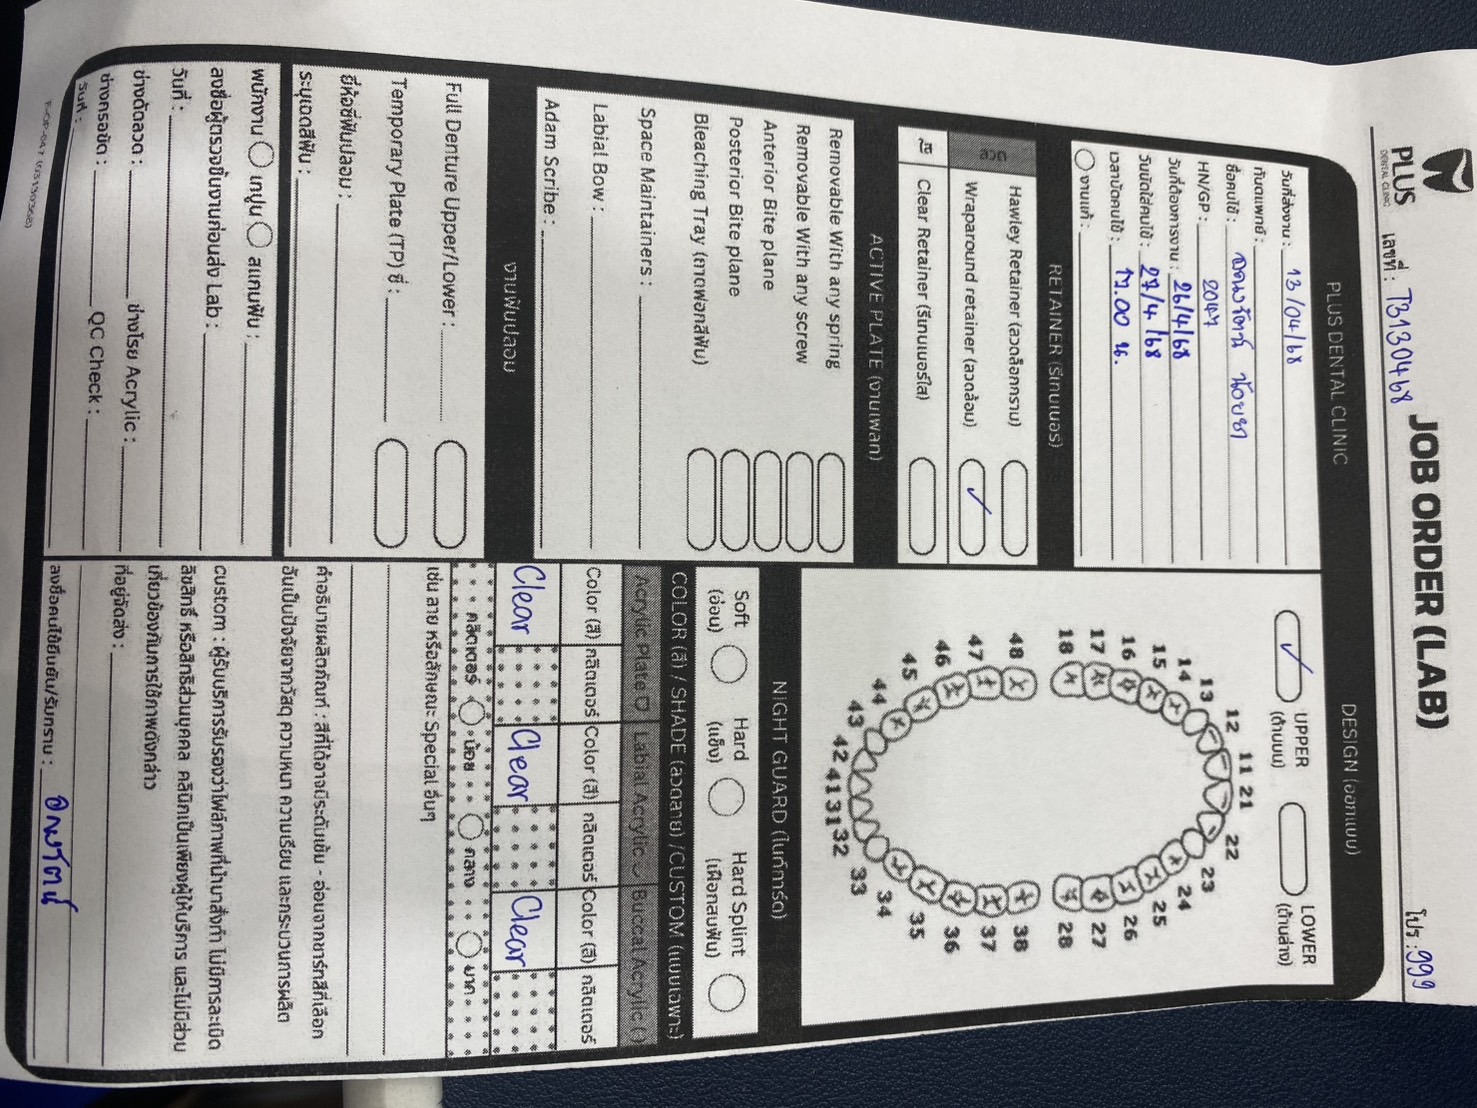 PLUS
DENTAL CLINIC
JOB ORDER (LAB)
เลขที่ : TB130468
โปร : 999
PLUS DENTAL CLINIC
วันที่ส่งงาน : 13/04/68
ทันตแพทย์ :
ชื่อคนไข้ :
HN/GP : 2047
วันที่ต้องการงาน : 26/4/68
วันนัดใส่คนไข้ : 27/4/68
เวลานัดคนไข้ : 17.00 น.
งานแก้ :
RETAINER (รีเทนเนอร์)
ลวด
Hawley Retainer (ลวดล็อกกราม)
Wraparound retainer (ลวดล้อม) ✓
ใส
Clear Retainer (รีเทนเนอร์ใส)
ACTIVE PLATE (งานเพลท)
Removable With any spring
Removable With any screw
Anterior Bite plane
Posterior Bite plane
Bleaching Tray (ถาดฟอกสีฟัน)
Space Maintainers :
Labial Bow :
Adam Scribe :
งานฟันปลอม
Full Denture Upper/Lower :
Temporary Plate (TP) ซี่ :
ยี่ห้อซี่ฟันปลอม :
ระบุเฉดสีฟัน :
พนักงาน เทปูน สแกนฟัน :
ลงชื่อผู้ตรวจชิ้นงานก่อนส่ง Lab :
วันที่ :
ช่างดัดลวด : ช่างโรย Acrylic :
ช่างกรอขัด : QC Check :
วันที่ :
DESIGN (ออกแบบ)
✓ UPPER (ด้านบน) LOWER (ด้านล่าง)
18 17 16 15 14 13 12 11 21 22 23 24 25 26 27 28
48 47 46 45 44 43 42 41 31 32 33 34 35 36 37 38
NIGHT GUARD (ไนท์การ์ด)
Soft (อ่อน) Hard (แข็ง) Hard Splint (เฝือกสบฟัน)
COLOR (สี) / SHADE (ลวดลาย) /CUSTOM (แบบเฉพาะ)
Acrylic Plate Labial Acrylic Buccal Acrylic
Color (สี) กลิตเตอร์ Color (สี) กลิตเตอร์ Color (สี) กลิตเตอร์
Clear Clear Clear
กลิตเตอร์ น้อย กลาง มาก
เช่น ลาย หรือลักษณะ Special อื่นๆ
คำอธิบายผลิตภัณฑ์ : สีที่ได้อาจมีระดับเข้ม - อ่อนจากชาร์ทสีที่เลือก
อันเป็นปัจจัยจากวัสดุ ความหนา ความเรียบ และกระบวนการผลิต
custom : ผู้รับบริการรับรองว่าไฟล์ภาพที่นำมาสั่งทำ ไม่มีการละเมิด
ลิขสิทธิ์ หรือสิทธิส่วนบุคคล คลินิกเป็นเพียงผู้ให้บริการ และไม่มีส่วน
เกี่ยวข้องกับการใช้ภาพดังกล่าว
ที่อยู่จัดส่ง :
ลงชื่อคนไข้ยืนยัน/รับทราบ :